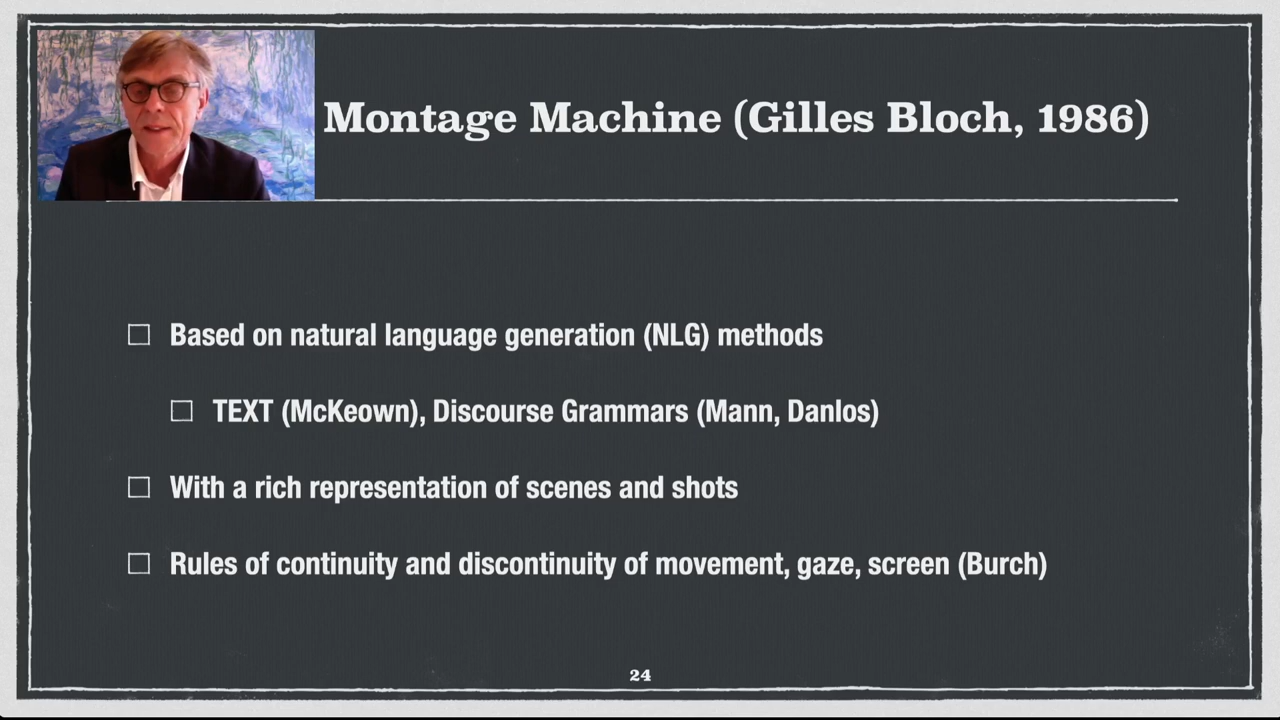 Montage Machine (Gilles Bloch, 1986)
Based on natural language generation (NLG) methods
TEXT (McKeown), Discourse Grammars (Mann, Danlos)
With a rich representation of scenes and shots
Rules of continuity and discontinuity of movement, gaze, screen (Burch)
24